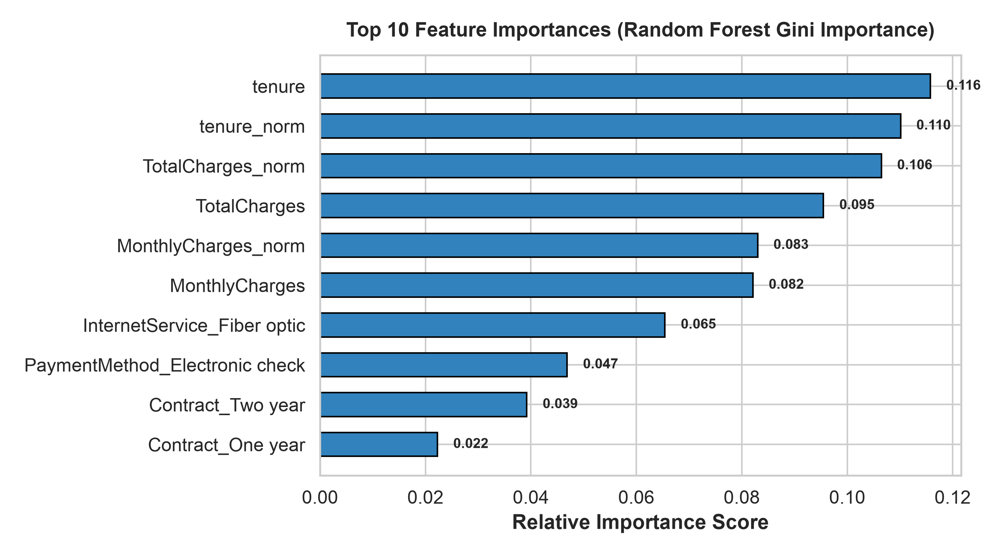 Top 10 Feature Importances (Random Forest Gini Importance)
tenure 0.116
tenure_norm 0.110
TotalCharges_norm 0.106
TotalCharges 0.095
MonthlyCharges_norm 0.083
MonthlyCharges 0.082
InternetService_Fiber optic 0.065
PaymentMethod_Electronic check 0.047
Contract_Two year 0.039
Contract_One year 0.022
0.00 0.02 0.04 0.06 0.08 0.10 0.12
Relative Importance Score